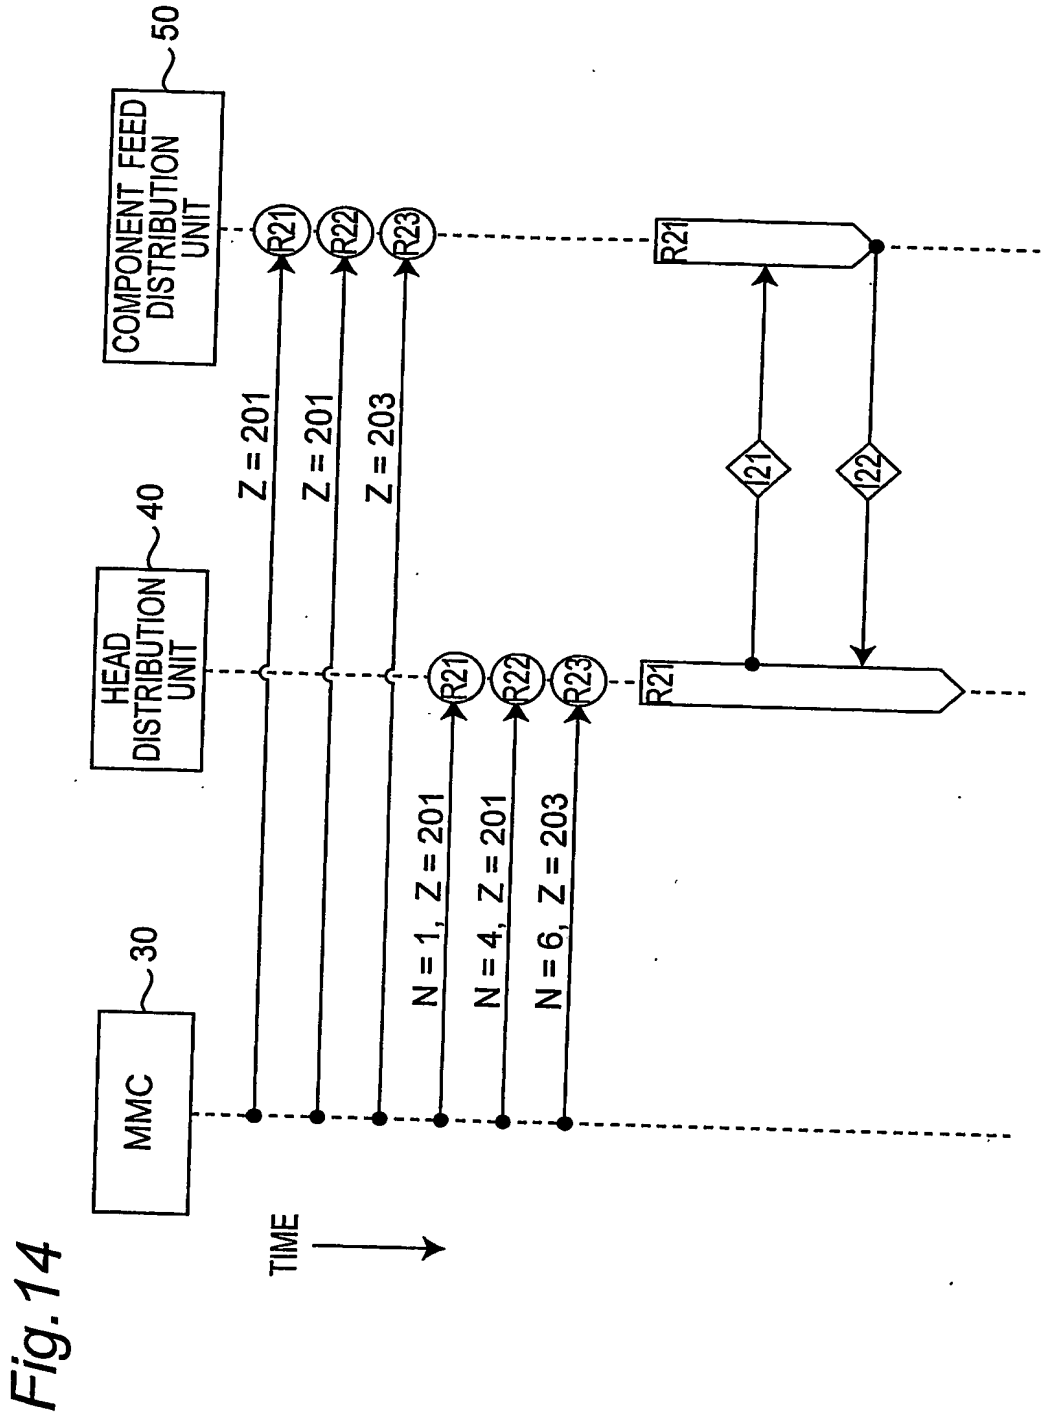 Fig.14
TIME
MMC
30
HEAD
DISTRIBUTION
UNIT
40
COMPONENT FEED
DISTRIBUTION
UNIT
50
Z = 201
R21
Z = 201
R22
Z = 203
R23
N = 1, Z = 201
R21
N = 4, Z = 201
R22
N = 6, Z = 203
R23
R21
R21
I21
I22